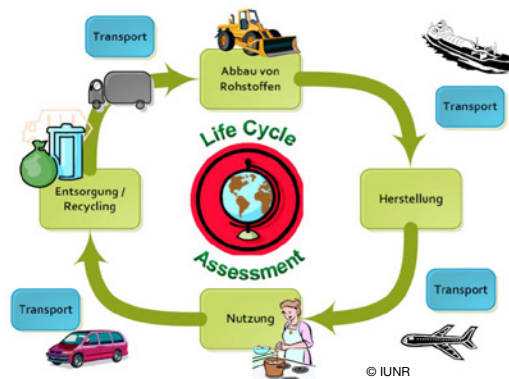 Transport
Abbau von
Rohstoffen
Transport
Life Cycle
Entsorgung /
Recycling
Herstellung
Assessment
Transport
Transport
Nutzung
© IUNR